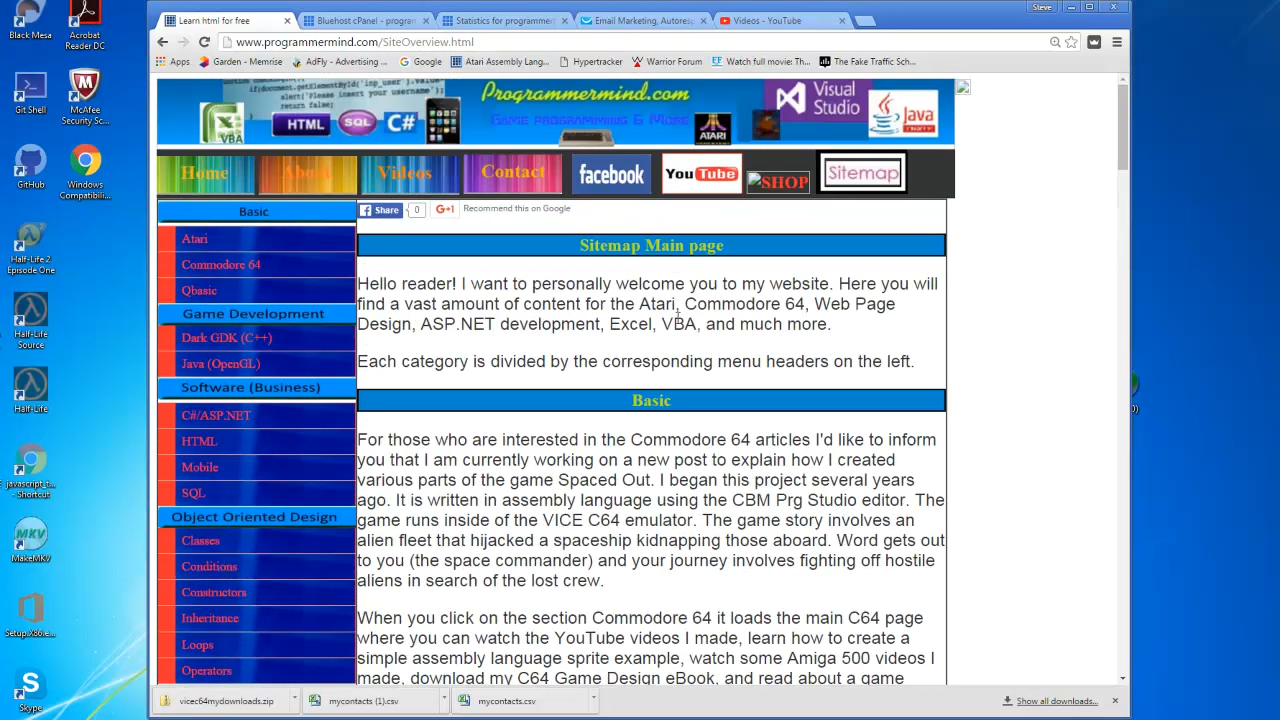 Black Mesa
Acrobat
Reader DC
Git Shell
McAfee
Security Sc...
GitHub
Windows
Compatibili...
Half-Life 2
Episode One
Half-Life
Source
Half-Life
javascript_t...
- Shortcut
MakeMKV
Setup.X86.e...
Skype
Steve
Learn html for free
Bluehost cPanel - program
Statistics for programmer
Email Marketing, Autoresp
Videos - YouTube
www.programmermind.com/SiteOverview.html
Apps
Garden - Memrise
AdFly - Advertising ...
Google
Atari Assembly Lang...
Hypertracker
Warrior Forum
Watch full movie: Th...
The Fake Traffic Sch...
alert("Please insert your username");
return false;
VBA
HTML
SQL
C#
Programmermind.com
Game programming & More
ATARI
Visual
Studio
Java
Home
About
Videos
Contact
facebook
You Tube
SHOP
Sitemap
Basic
Atari
Commodore 64
Qbasic
Game Development
Dark GDK (C++)
Java (OpenGL)
Software (Business)
C#/ASP.NET
HTML
Mobile
SQL
Object Oriented Design
Classes
Conditions
Constructors
Inheritance
Loops
Operators
Share
0
G+1
Recommend this on Google
Sitemap Main page
Hello reader! I want to personally welcome you to my website. Here you will
find a vast amount of content for the Atari, Commodore 64, Web Page
Design, ASP.NET development, Excel, VBA, and much more.
Each category is divided by the corresponding menu headers on the left.
Basic
For those who are interested in the Commodore 64 articles I'd like to inform
you that I am currently working on a new post to explain how I created
various parts of the game Spaced Out. I began this project several years
ago. It is written in assembly language using the CBM Prg Studio editor. The
game runs inside of the VICE C64 emulator. The game story involves an
alien fleet that hijacked a spaceship kidnapping those aboard. Word gets out
to you (the space commander) and your journey involves fighting off hostile
aliens in search of the lost crew.
When you click on the section Commodore 64 it loads the main C64 page
where you can watch the YouTube videos I made, learn how to create a
simple assembly language sprite example, watch some Amiga 500 videos I
made, download my C64 Game Design eBook, and read about a game
vicec64mydownloads.zip
mycontacts (1).csv
mycontacts.csv
Show all downloads...